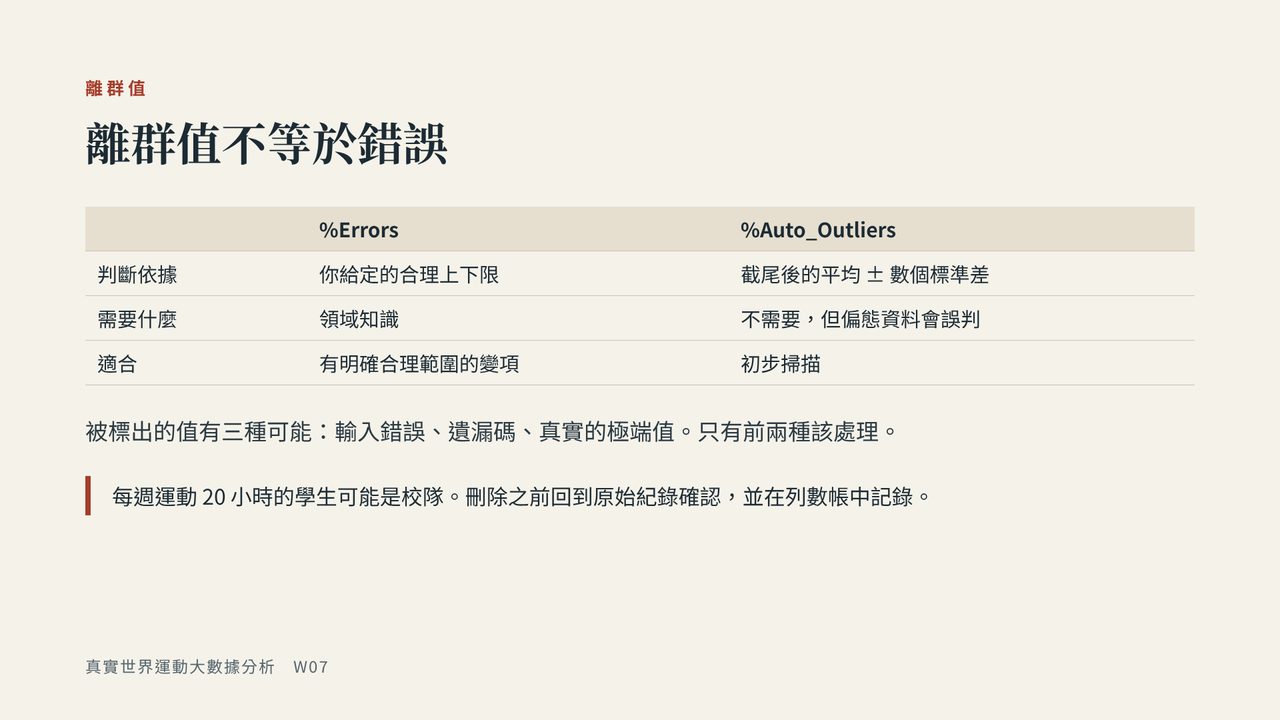 離群值
離群值不等於錯誤
%Errors %Auto_Outliers
判斷依據 你給定的合理上下限 截尾後的平均 ± 數個標準差
需要什麼 領域知識 不需要，但偏態資料會誤判
適合 有明確合理範圍的變項 初步掃描
被標出的值有三種可能：輸入錯誤、遺漏碼、真實的極端值。只有前兩種該處理。
每週運動 20 小時的學生可能是校隊。刪除之前回到原始紀錄確認，並在列數帳中記錄。
真實世界運動大數據分析 W07